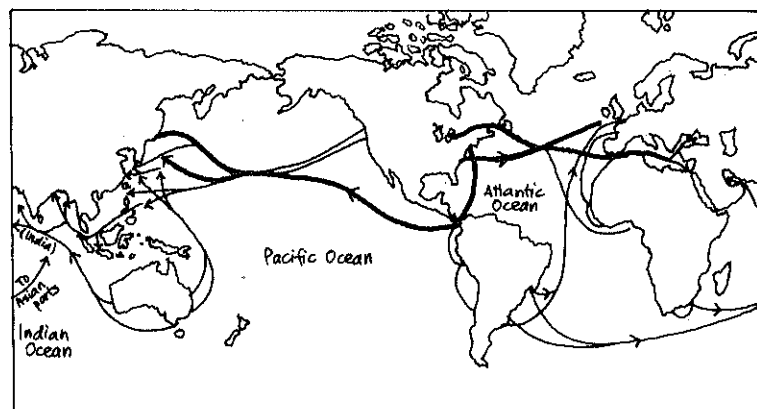 Atlantic
Ocean
Pacific Ocean
(India)
To
Asian
ports
Indian
Ocean